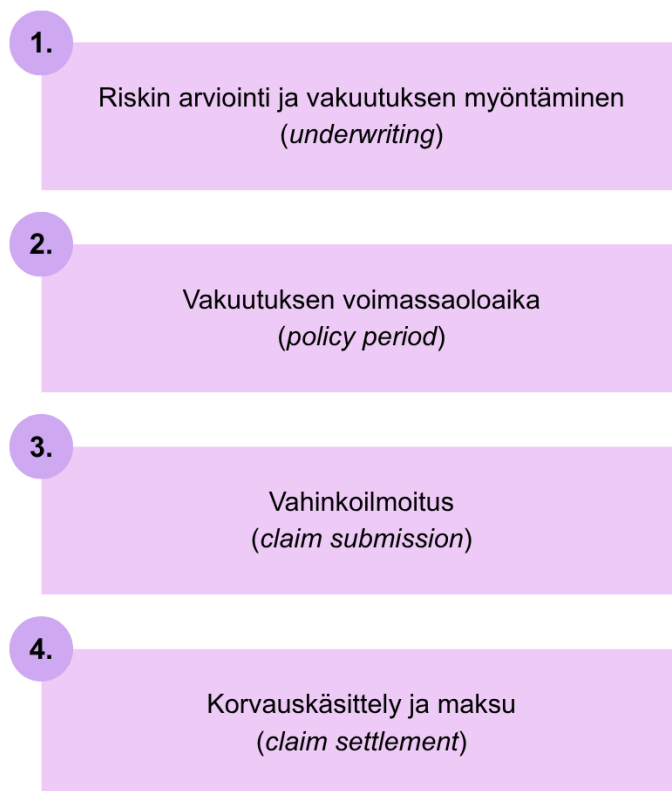 1.
Riskin arviointi ja vakuutuksen myöntäminen
(underwriting)
2.
Vakuutuksen voimassaoloaika
(policy period)
3.
Vahinkoilmoitus
(claim submission)
4.
Korvauskäsittely ja maksu
(claim settlement)